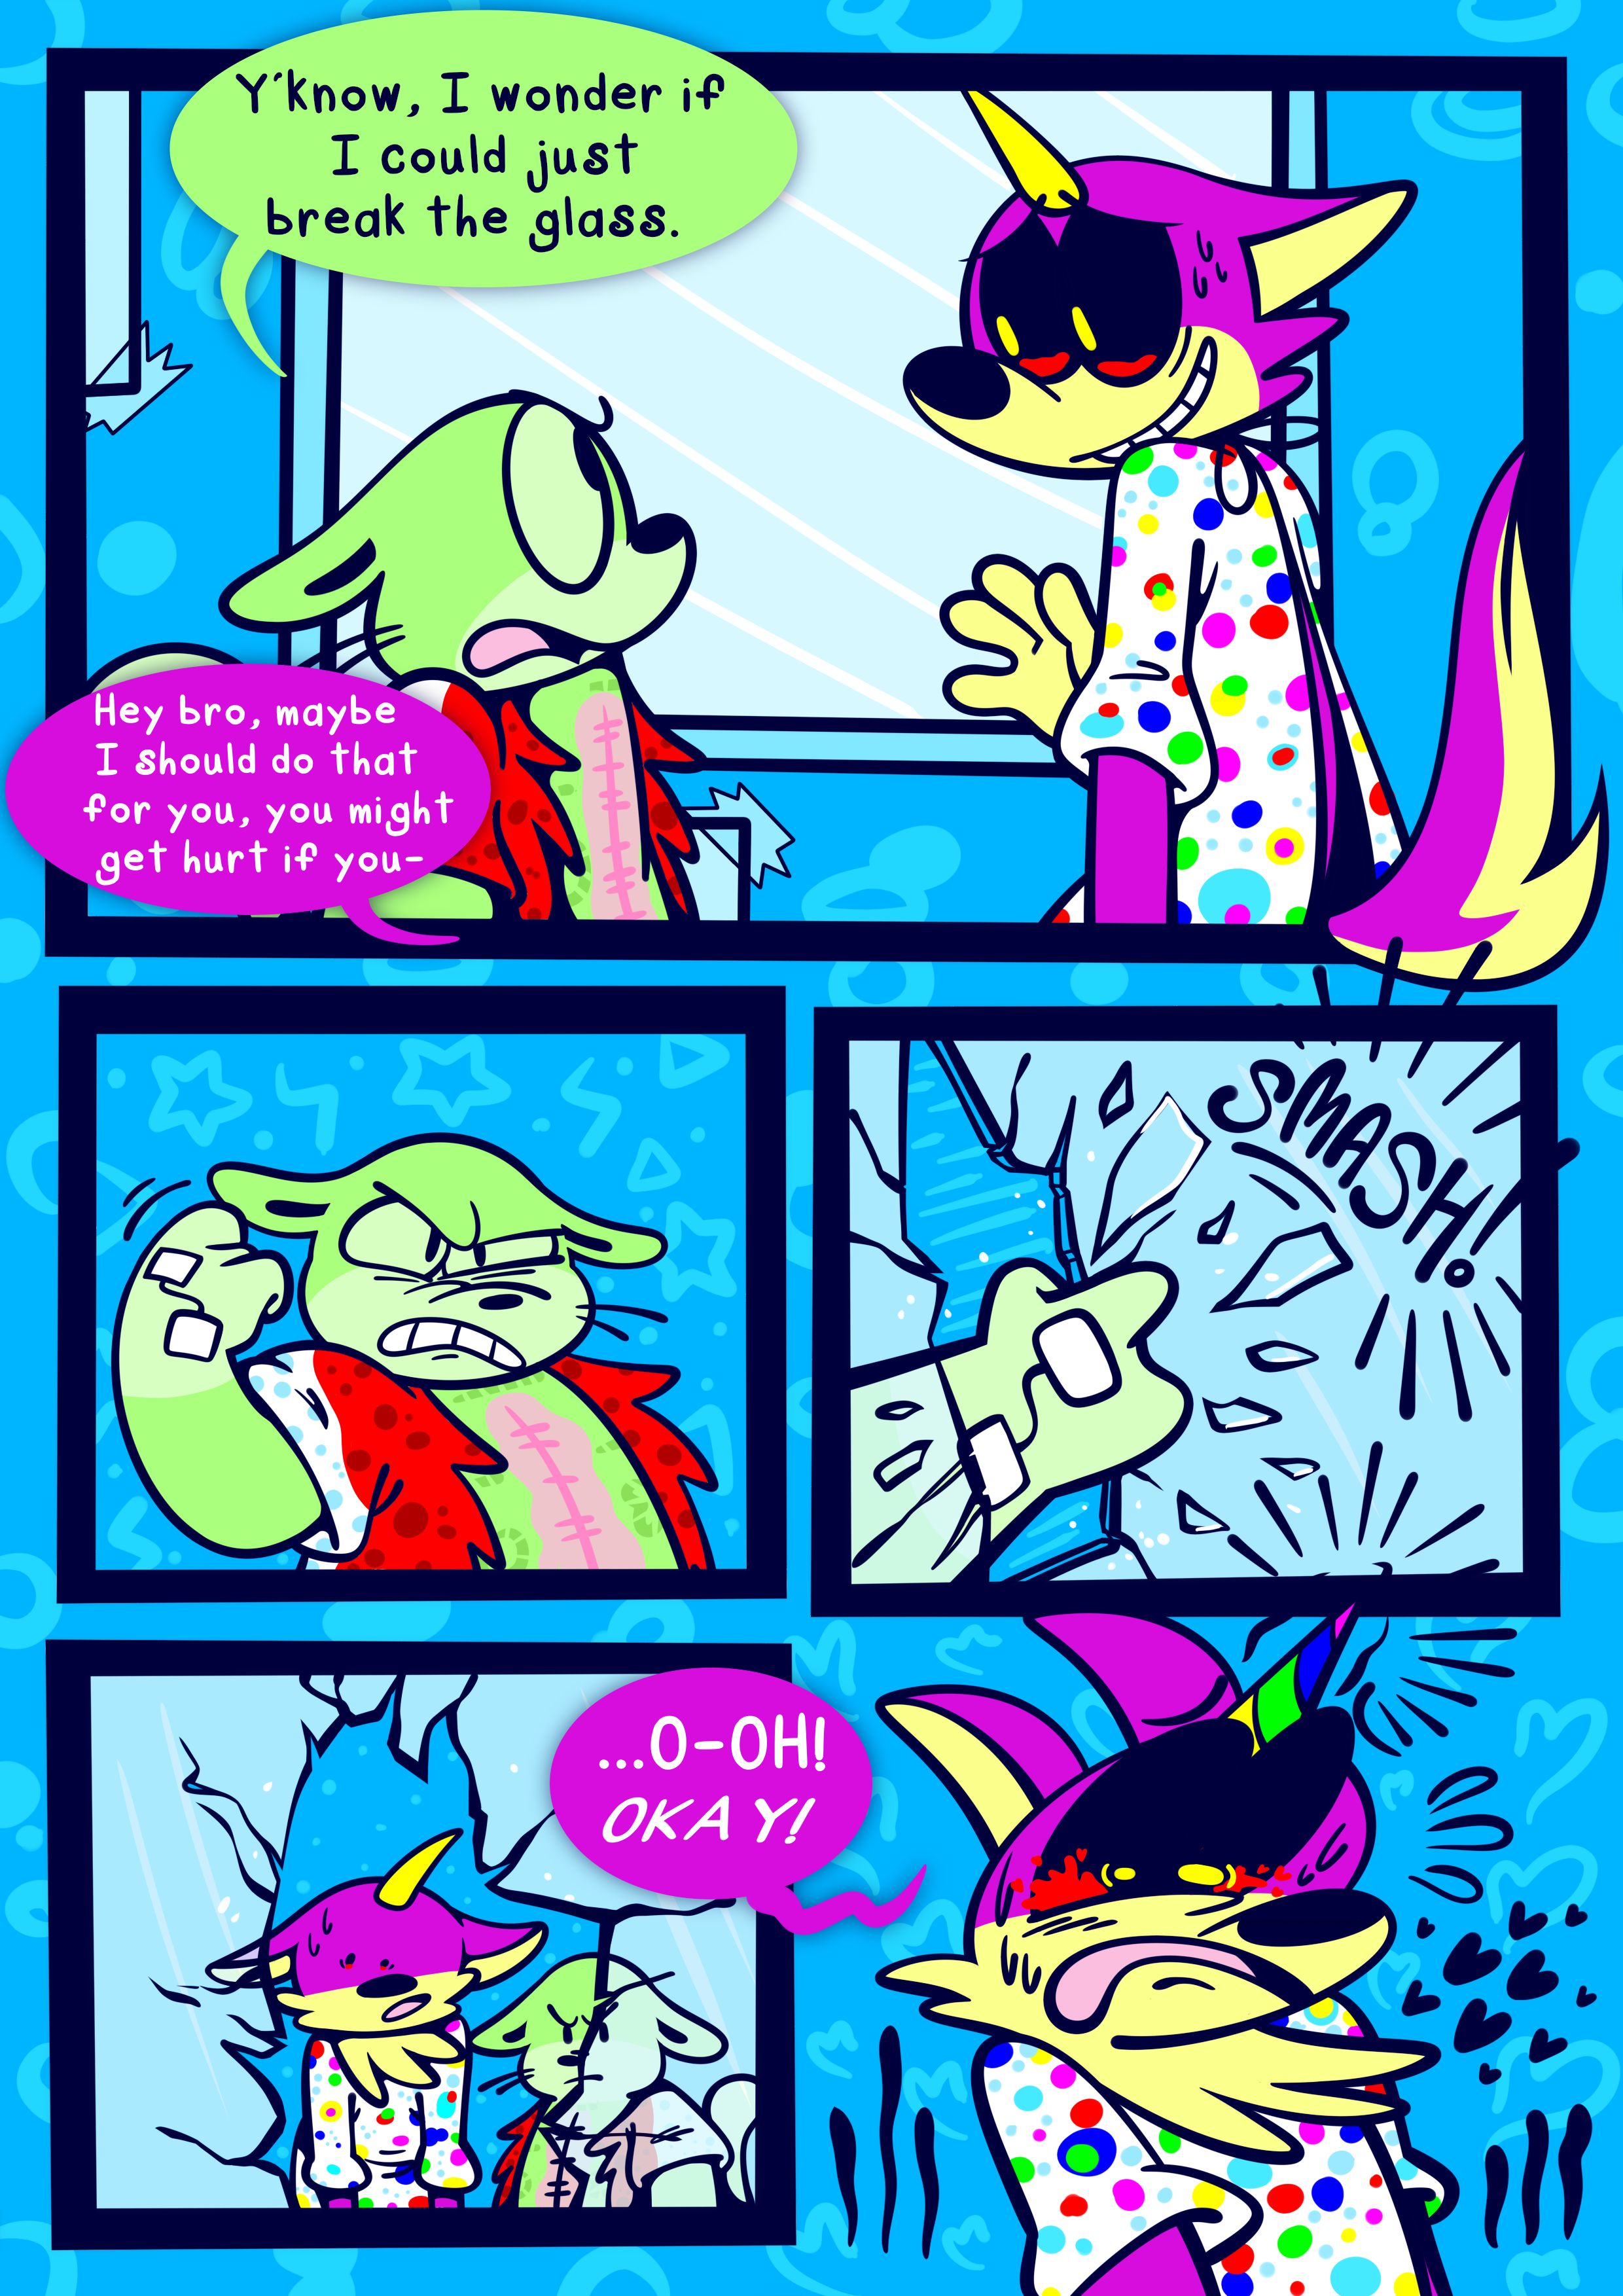 Y'know, I wonder if
I could just
break the glass.
Hey bro, maybe
I should do that
for you, you might
get hurt if you-
SMASH!
...O-OH!
OKAY!